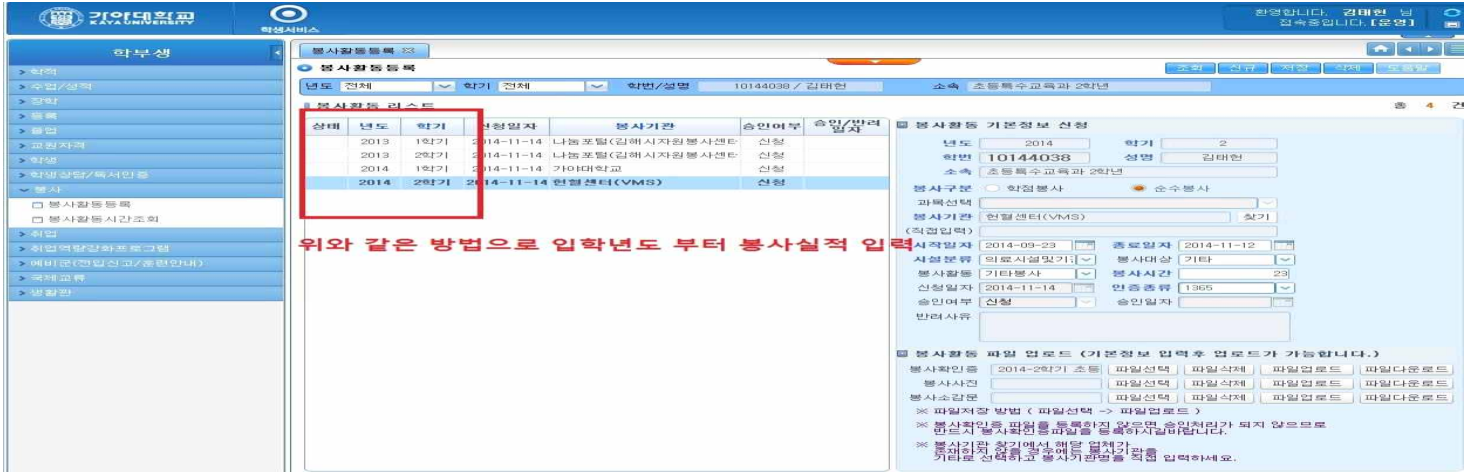 가야대학교
KAYA UNIVERSITY
학생서비스
환영합니다. 김태현 님
접속중입니다.[운영]
학부생
> 학적
> 수업/성적
> 장학
> 등록
> 졸업
> 교원자격
> 학생
> 학생상담/독서인증
봉사
봉사활동등록
봉사활동시간조회
> 취업
> 취업역량강화프로그램
> 예비군(전입신고/훈련안내)
> 국제교류
> 생활관
봉사활동등록
봉사활동등록
조회 신규 저장 삭제 도움말
년도 전체 학기 전체 학번/성명 10144038 / 김태현 소속 초등특수교육과 2학년
봉사활동 리스트 총 4 건
상태 년도 학기 신청일자 봉사기관 승인여부 승인/반려일자
2013 1학기 2014-11-14 나눔포털(김해시자원봉사센터 신청
2013 2학기 2014-11-14 나눔포털(김해시자원봉사센터 신청
2014 1학기 2014-11-14 가야대학교 신청
2014 2학기 2014-11-14 헌혈센터(VMS) 신청
위와 같은 방법으로 입학년도 부터 봉사실적 입력
봉사활동 기본정보 신청
년도 2014 학기 2
학번 10144038 성명 김태현
소속 초등특수교육과 2학년
봉사구분 학점봉사 순수봉사
과목선택
봉사기관 헌혈센터(VMS) 찾기
(직접입력)
시작일자 2014-09-23 종료일자 2014-11-12
시설분류 의료시설및기관 봉사대상 기타
봉사활동 기타봉사 봉사시간 23
신청일자 2014-11-14 인증종류 1365
승인여부 신청 승인일자
반려사유
봉사활동 파일 업로드 (기본정보 입력후 업로드가 가능합니다.)
봉사확인증 2014-2학기 초등 파일선택 파일삭제 파일업로드 파일다운로드
봉사사진 파일선택 파일삭제 파일업로드 파일다운로드
봉사소감문 파일선택 파일삭제 파일업로드 파일다운로드
※ 파일저장 방법 ( 파일선택 -> 파일업로드 )
※ 봉사확인증 파일을 등록하지 않으면 승인처리가 되지 않으므로
반드시 봉사확인증파일을 등록하시길바랍니다.
※ 봉사기관 찾기에서 해당 업체가
존재하지 않을 경우에는 봉사기관을
기타로 선택하고 봉사기관명을 직접 입력하세요.